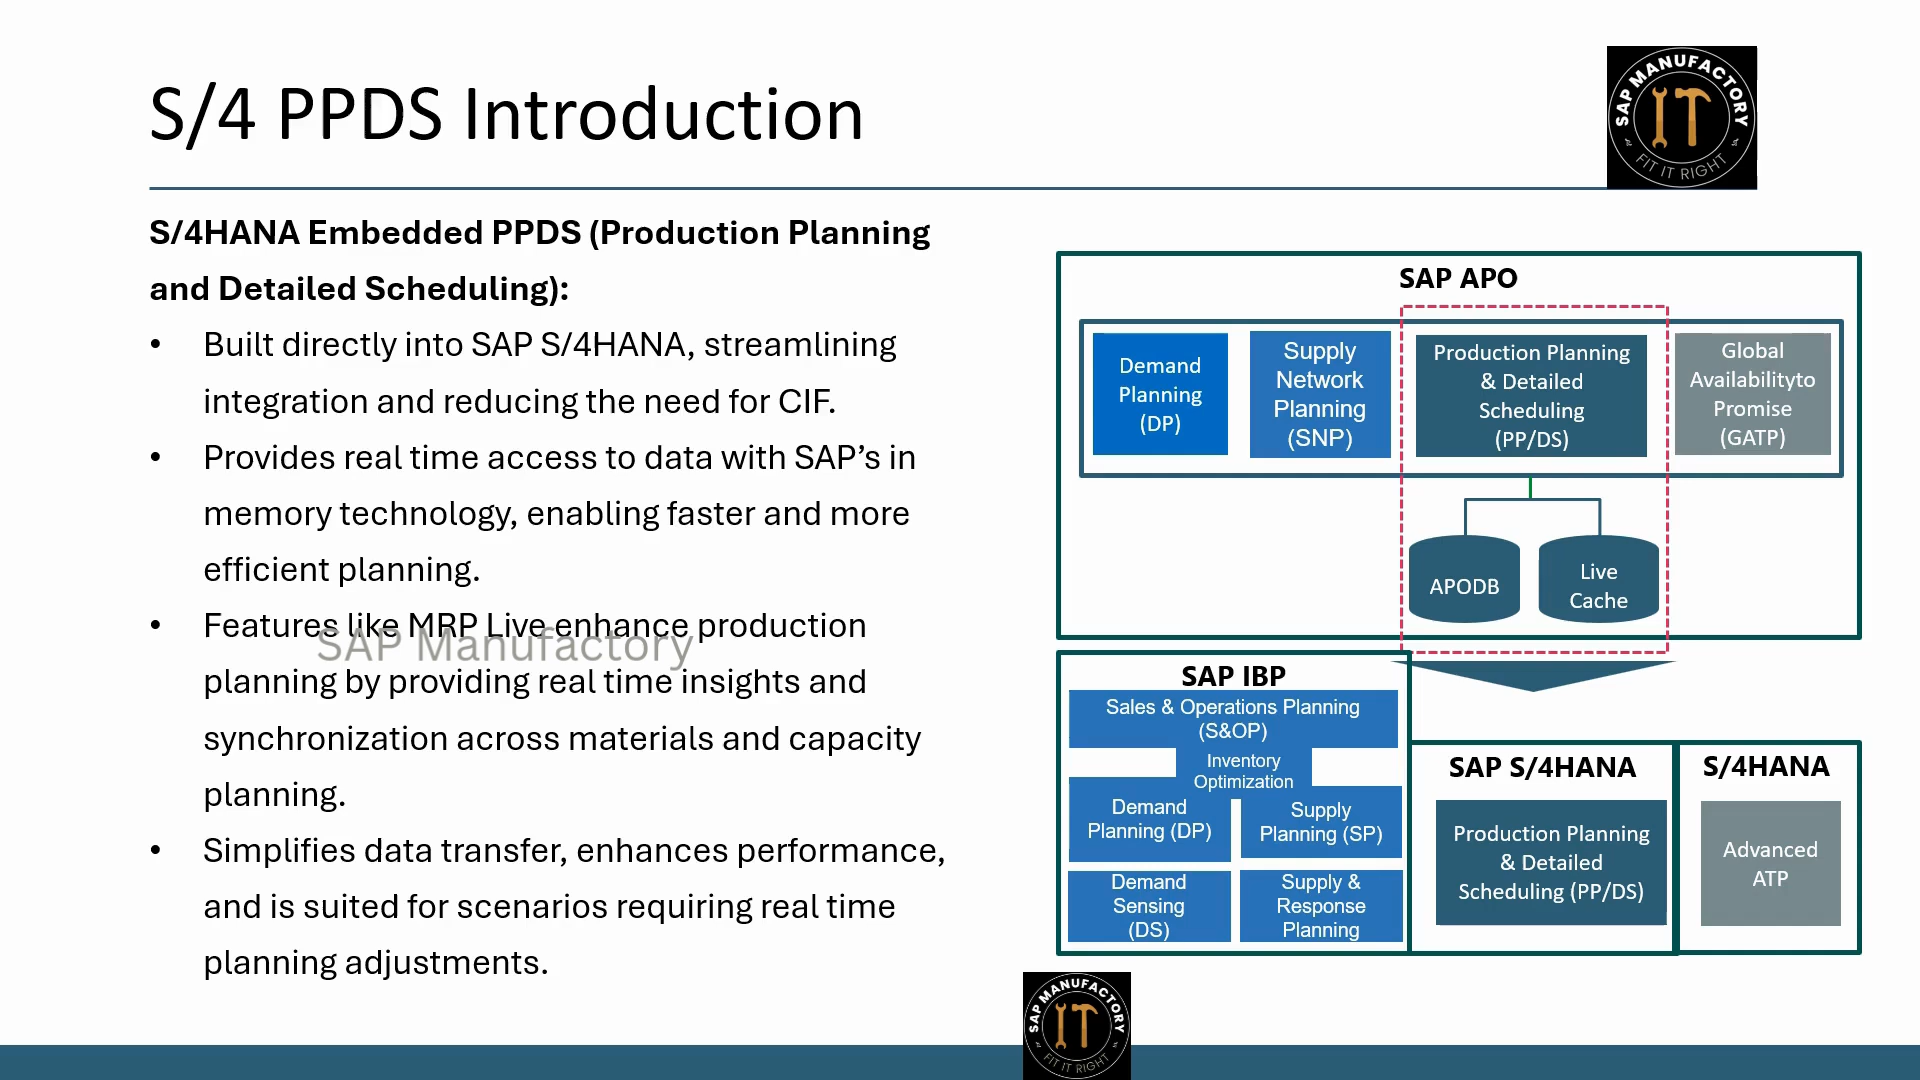 S/4 PPDS Introduction
SAP MANUFACTORY
IT
FIT IT RIGHT
S/4HANA Embedded PPDS (Production Planning
and Detailed Scheduling):
• Built directly into SAP S/4HANA, streamlining
integration and reducing the need for CIF.
• Provides real time access to data with SAP’s in
memory technology, enabling faster and more
efficient planning.
• Features like MRP Live enhance production
planning by providing real time insights and
synchronization across materials and capacity
planning.
• Simplifies data transfer, enhances performance,
and is suited for scenarios requiring real time
planning adjustments.
SAP Manufactory
SAP APO
Demand
Planning
(DP)
Supply
Network
Planning
(SNP)
Production Planning
& Detailed
Scheduling
(PP/DS)
Global
Availabilityto
Promise
(GATP)
APODB
Live
Cache
SAP IBP
Sales & Operations Planning
(S&OP)
Inventory
Optimization
Demand
Planning (DP)
Supply
Planning (SP)
Demand
Sensing
(DS)
Supply &
Response
Planning
SAP S/4HANA
Production Planning
& Detailed
Scheduling (PP/DS)
S/4HANA
Advanced
ATP
SAP MANUFACTORY
IT
FIT IT RIGHT